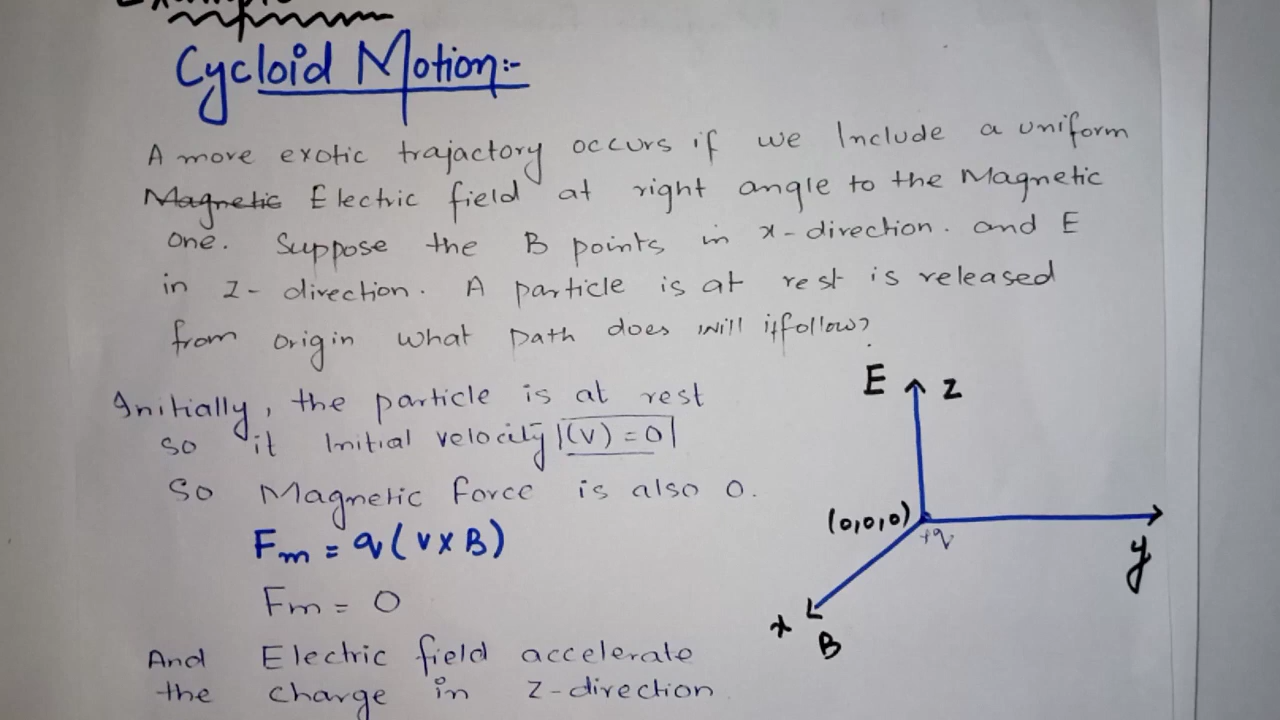 Example
Cycloid Motion:-
A more exotic trajactory occurs if we Include a uniform
Magnetic Electric field at right angle to the Magnetic
one. Suppose the B points in x-direction. and E
in z-direction. A particle is at rest is released
from origin what path does will it follow?
Initially, the particle is at rest
so it Initial velocity |(v) = 0|
So Magnetic force is also 0.
Fm = q(v×B)
Fm = 0
And Electric field accelerate
the charge in z-direction
E z
(0,0,0)
+q
y
x
B